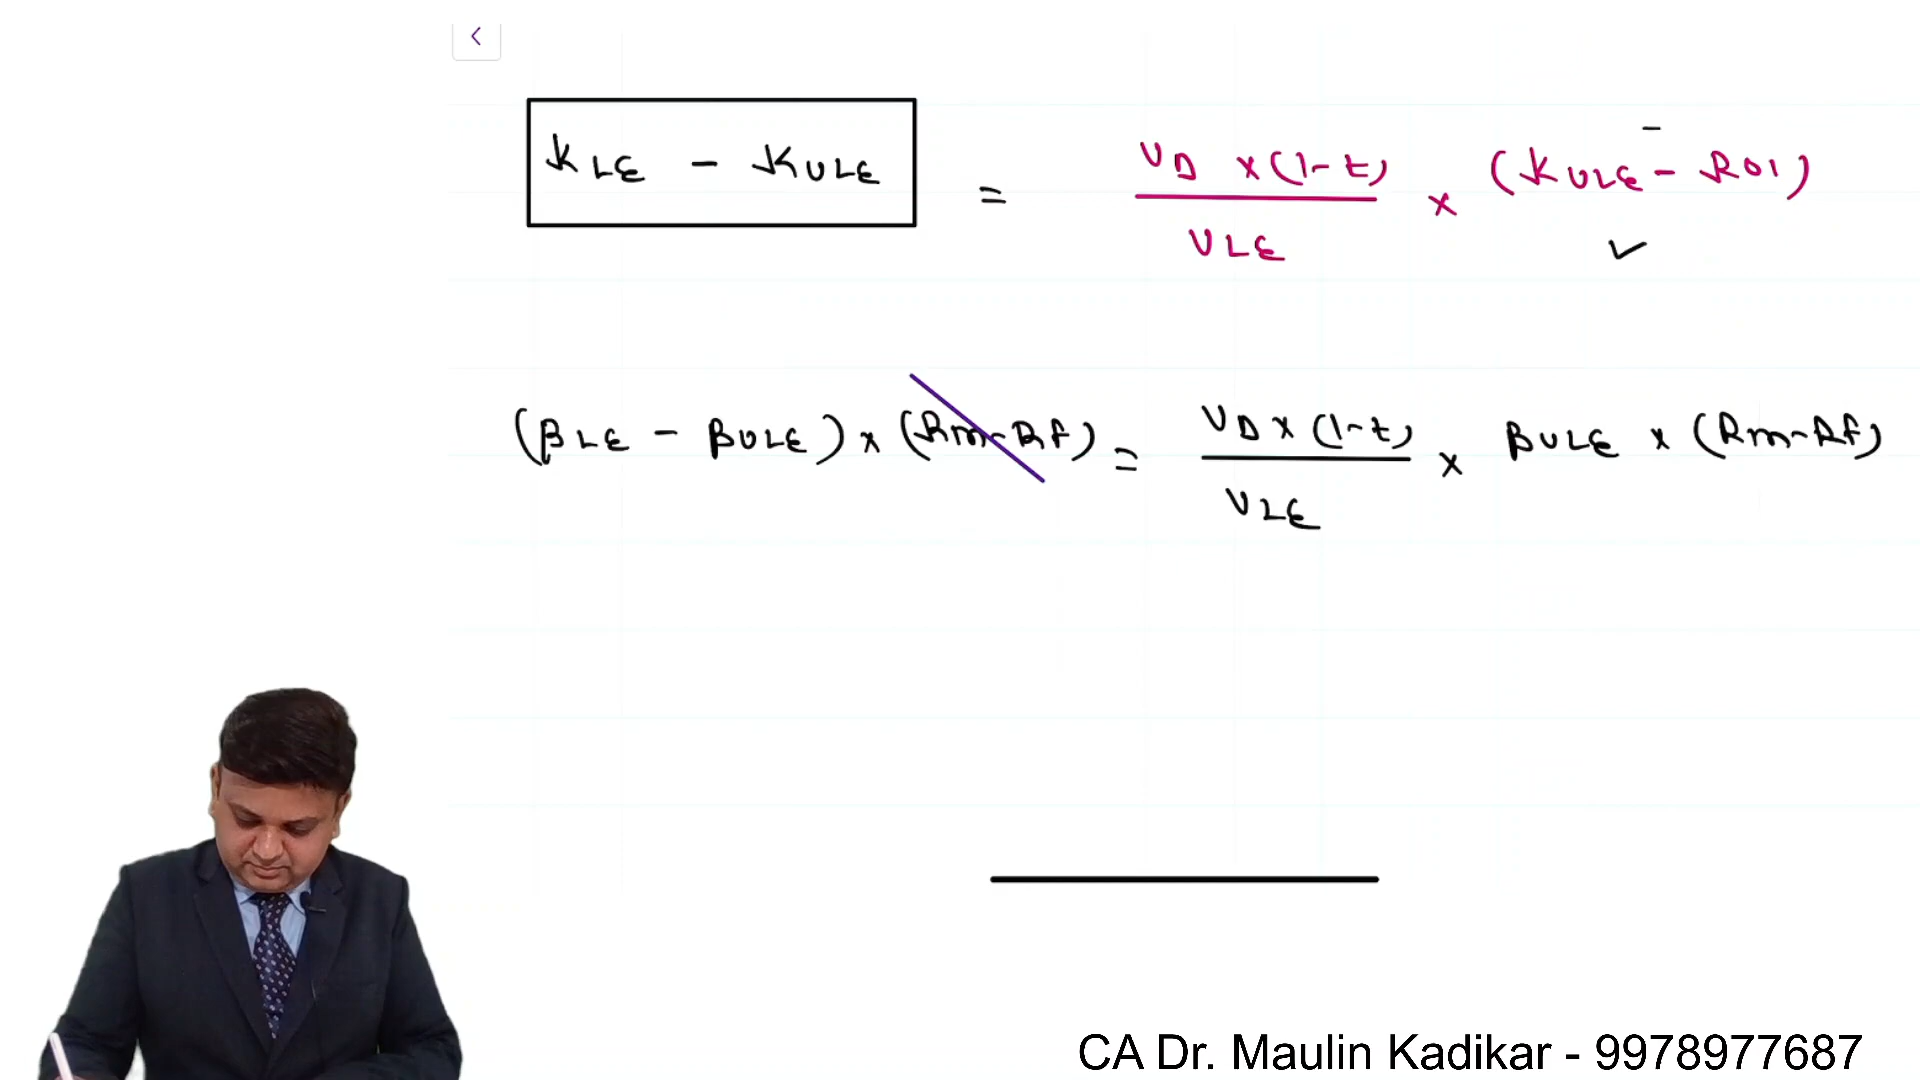 KLE - KULE = VD × (1-t) / VLE × (KULE - ROI)
(βLE - βULE) × (Rm-Rf) = VD × (1-t) / VLE × βULE × (Rm-Rf)
CA Dr. Maulin Kadikar - 9978977687